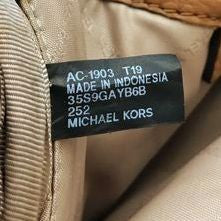 AC-1903 T19
MADE IN INDONESIA
35S9GAYB6B
252
MICHAEL KORS